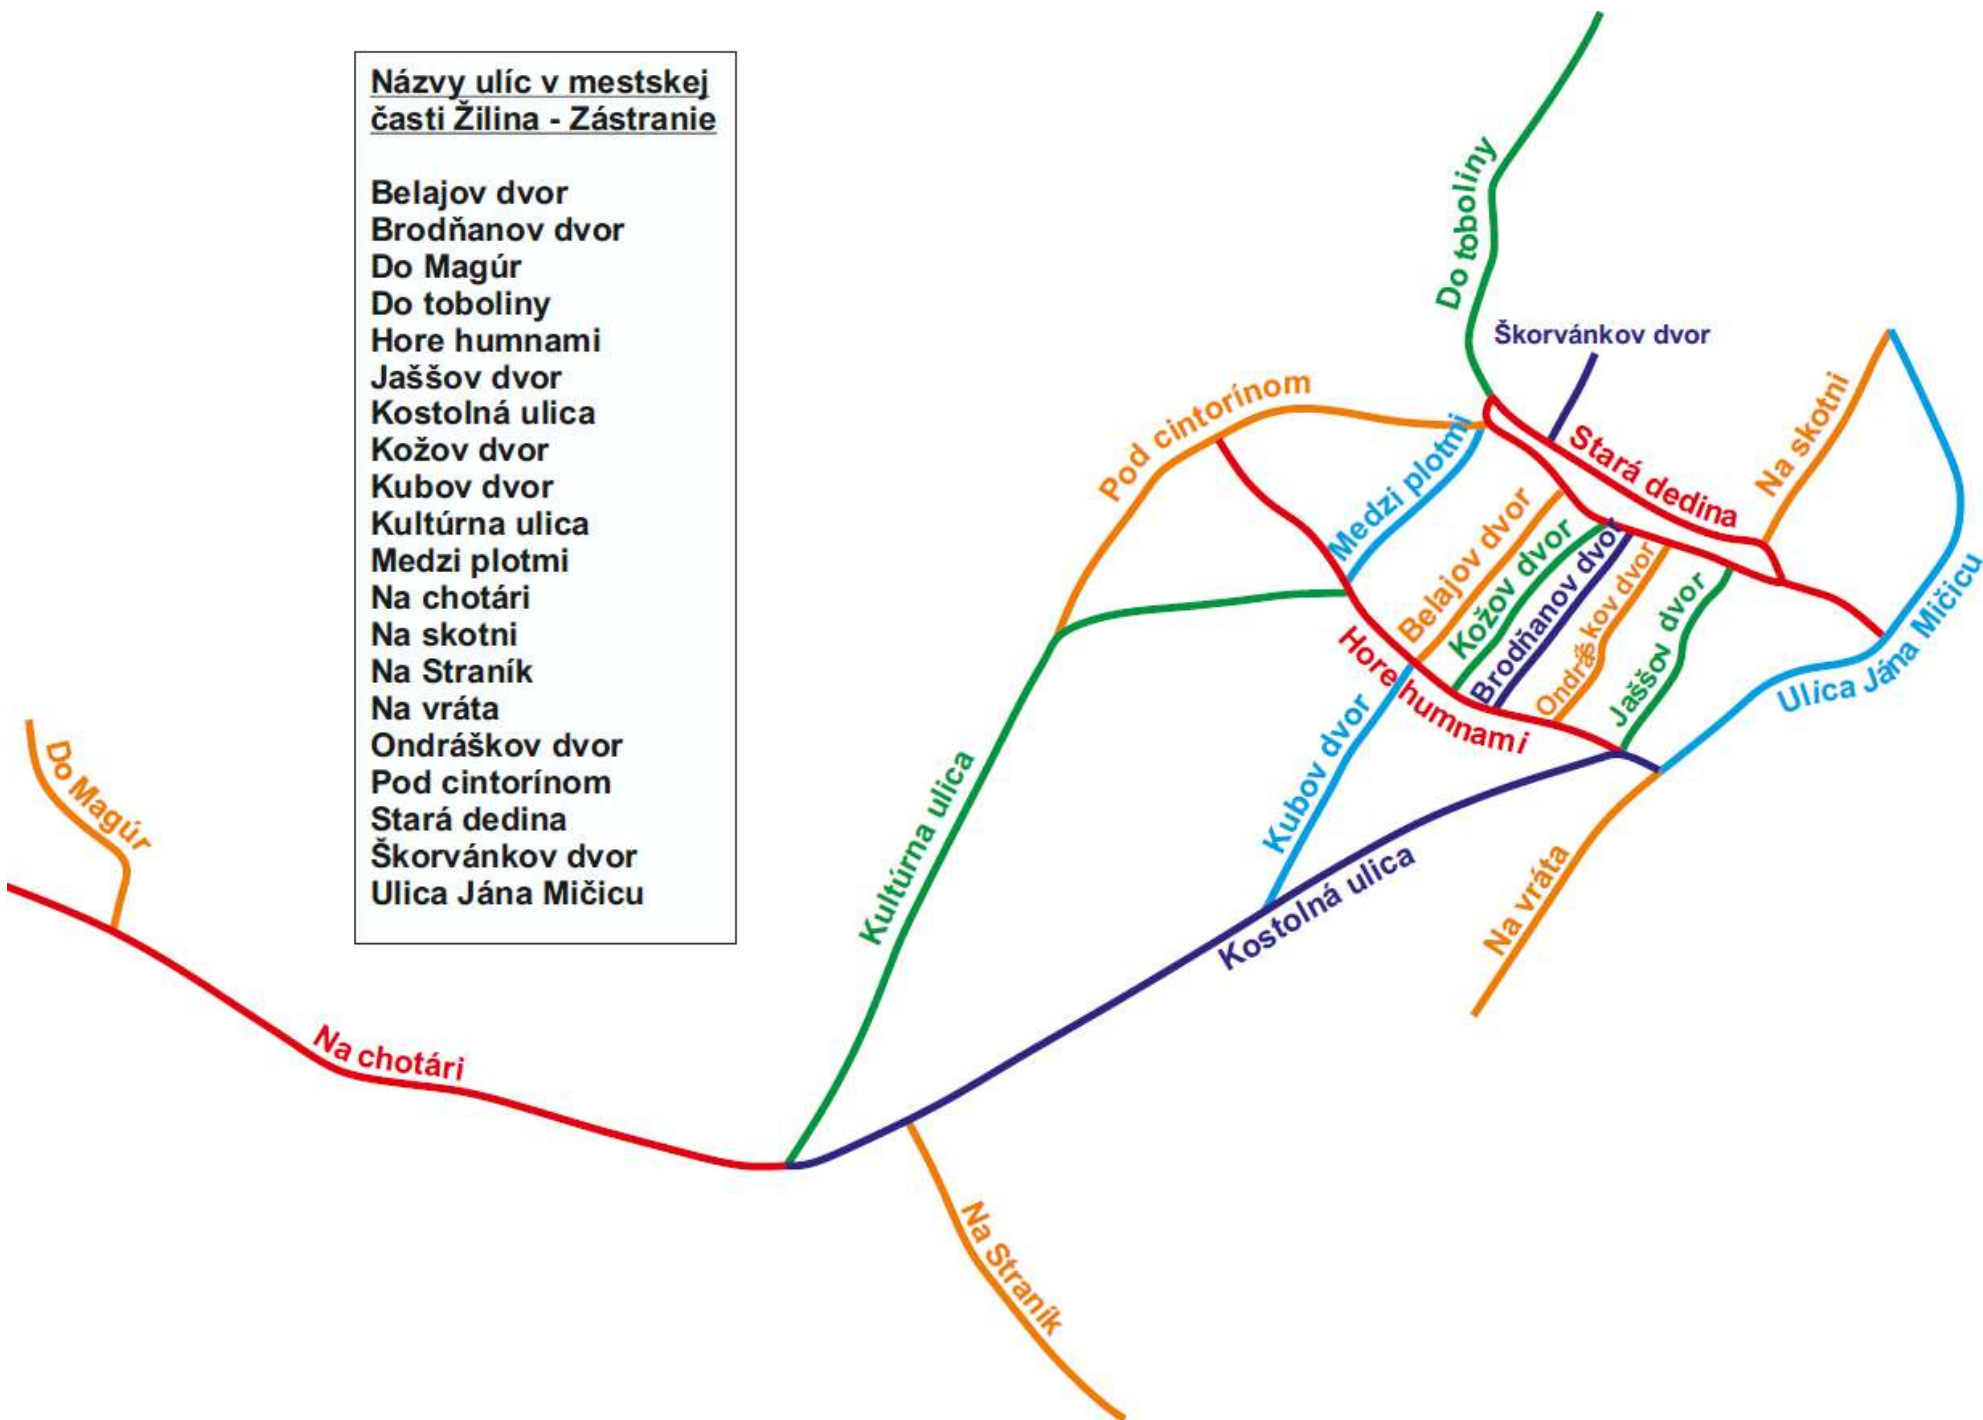 Názvy ulíc v mestskej
časti Žilina - Zástranie
Belajov dvor
Brodňanov dvor
Do Magúr
Do toboliny
Hore humnami
Jaššov dvor
Kostolná ulica
Kožov dvor
Kubov dvor
Kultúrna ulica
Medzi plotmi
Na chotári
Na skotni
Na Straník
Na vráta
Ondráškov dvor
Pod cintorínom
Stará dedina
Škorvánkov dvor
Ulica Jána Mičicu
Do toboliny
Škorvánkov dvor
Pod cintorínom
Medzi plotmi
Stará dedina
Na skotni
Belajov dvor
Kožov dvor
Brodňanov dvor
Ondráškov dvor
Jaššov dvor
Ulica Jána Mičicu
Hore humnami
Kubov dvor
Kultúrna ulica
Kostolná ulica
Na vráta
Do Magúr
Na chotári
Na Straník